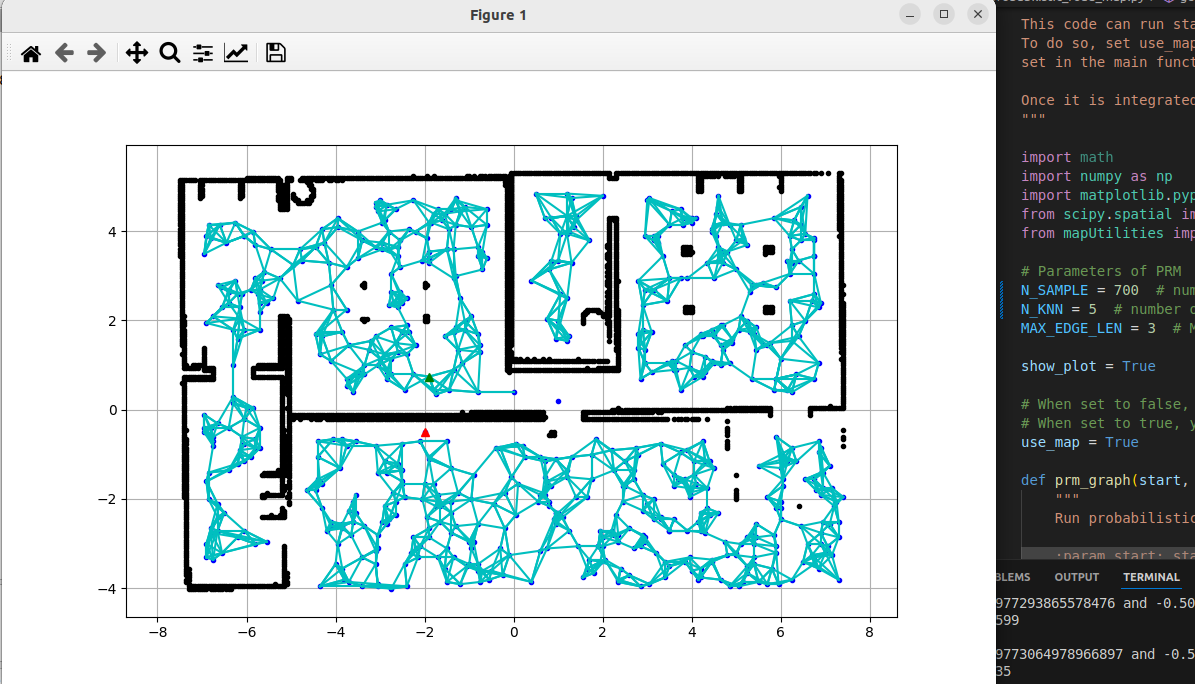 Figure 1
4
2
0
−2
−4
−8
−6
−4
−2
0
2
4
6
8
This code can run sta
To do so, set use_map
set in the main funct
Once it is integrated
"""
import math
import numpy as np
import matplotlib.pyp
from scipy.spatial im
from mapUtilities imp
# Parameters of PRM
N_SAMPLE = 700 # num
N_KNN = 5 # number o
MAX_EDGE_LEN = 3 # M
show_plot = True
# When set to false,
# When set to true, y
use_map = True
def prm_graph(start,
"""
Run probabilistic
:param start: sta
BLEMS OUTPUT TERMINAL
977293865578476 and -0.50
599
9773064978966897 and -0.5
35